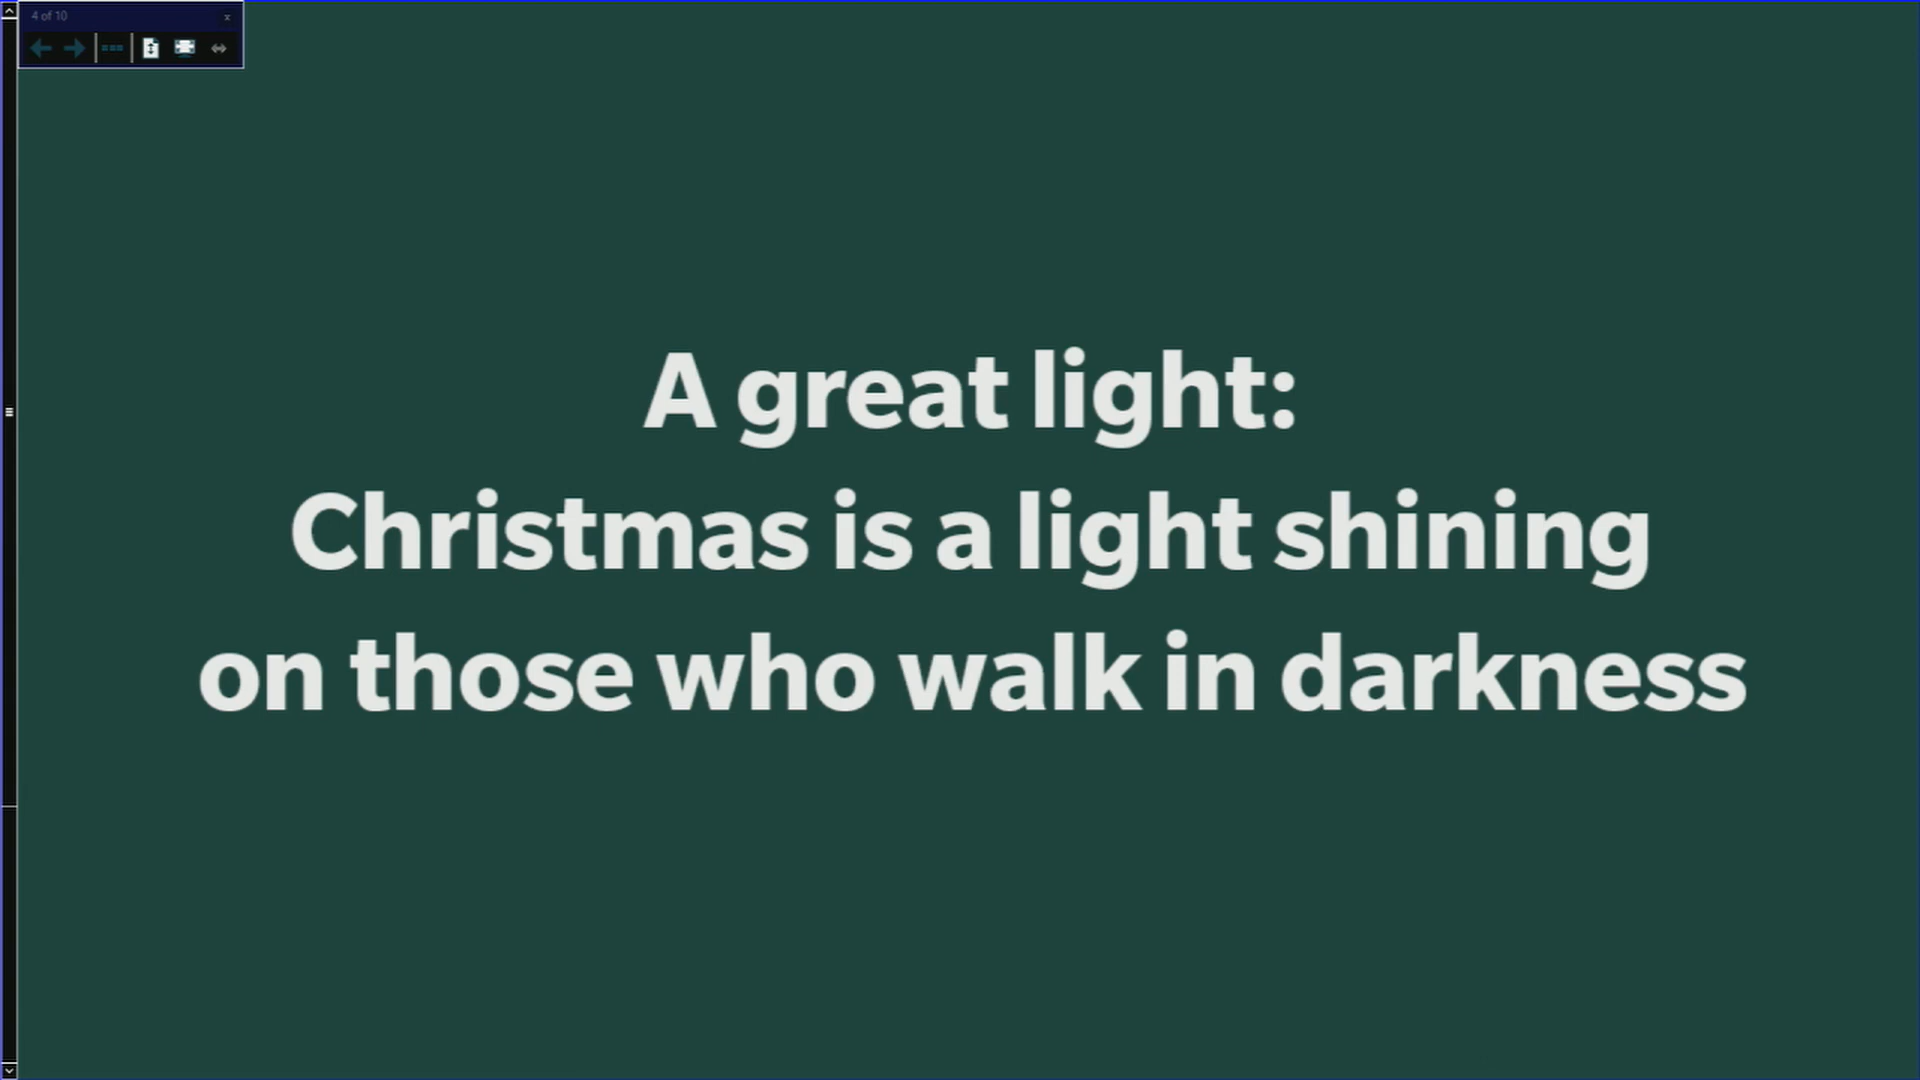 4 of 10
A great light:
Christmas is a light shining
on those who walk in darkness